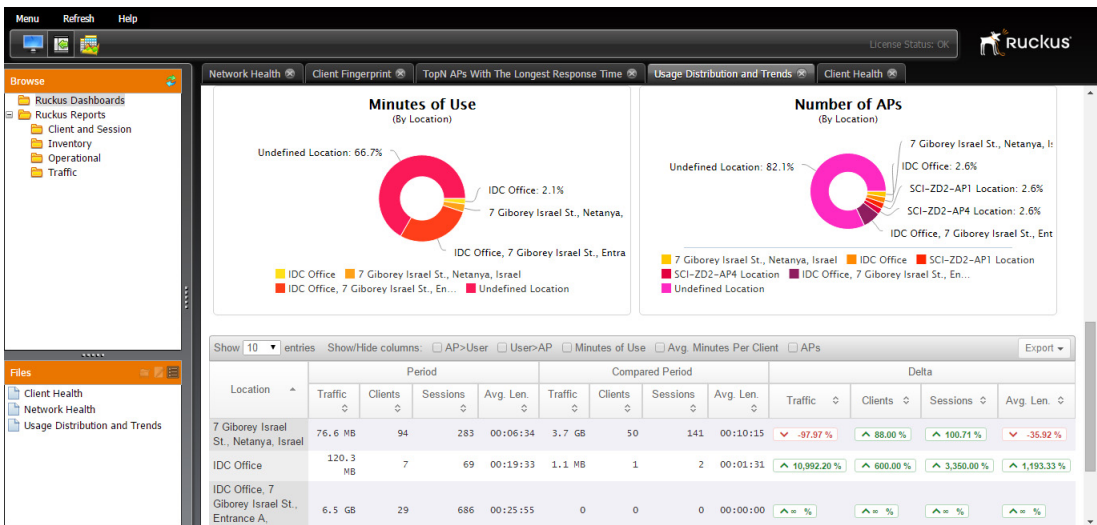 Menu Refresh Help
License Status: OK
Ruckus
Browse
Ruckus Dashboards
Ruckus Reports
Client and Session
Inventory
Operational
Traffic
Files
Client Health
Network Health
Usage Distribution and Trends
Network Health Client Fingerprint TopN APs With The Longest Response Time Usage Distribution and Trends Client Health
Minutes of Use
(By Location)
Undefined Location: 66.7%
IDC Office: 2.1%
7 Giborey Israel St., Netanya,
IDC Office, 7 Giborey Israel St., Entra
IDC Office 7 Giborey Israel St., Netanya, Israel
IDC Office, 7 Giborey Israel St., En... Undefined Location
Number of APs
(By Location)
7 Giborey Israel St., Netanya, I
Undefined Location: 82.1%
IDC Office: 2.6%
SCI-ZD2-AP1 Location: 2.6%
SCI-ZD2-AP4 Location: 2.6%
IDC Office, 7 Giborey Israel St., Ent
7 Giborey Israel St., Netanya, Israel IDC Office SCI-ZD2-AP1 Location
SCI-ZD2-AP4 Location IDC Office, 7 Giborey Israel St., En...
Undefined Location
Show 10 entries Show/Hide columns: AP>User User>AP Minutes of Use Avg. Minutes Per Client APs Export
Period Compared Period Delta
Location Traffic Clients Sessions Avg. Len. Traffic Clients Sessions Avg. Len. Traffic Clients Sessions Avg. Len.
7 Giborey Israel
St., Netanya, Israel 76.6 MB 94 283 00:06:34 3.7 GB 50 141 00:10:15 -97.97 % 88.00 % 100.71 % -35.92 %
IDC Office 120.3 MB 7 69 00:19:33 1.1 MB 1 2 00:01:31 10,992.20 % 600.00 % 3,350.00 % 1,193.33 %
IDC Office, 7
Giborey Israel St.,
Entrance A, 6.5 GB 29 686 00:25:55 0 0 0 00:00:00 ∞ % ∞ % ∞ % ∞ %